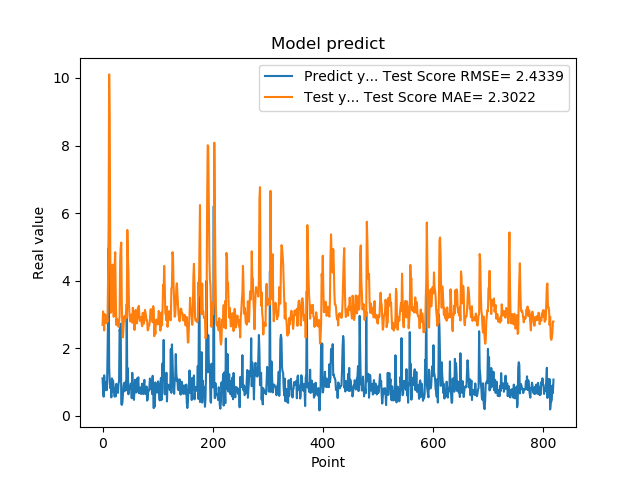 Model predict
Predict y... Test Score RMSE= 2.4339
Test y... Test Score MAE= 2.3022
Real value
10
8
6
4
2
0
0 200 400 600 800
Point